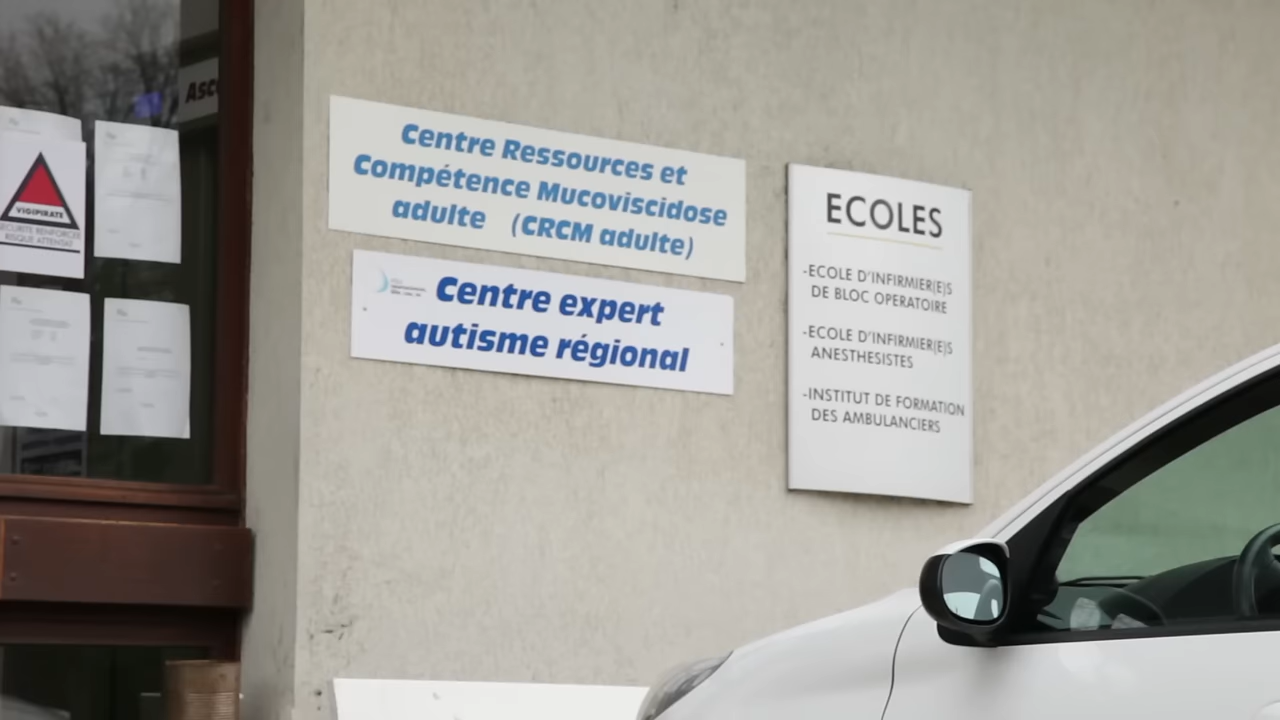 Asc
VIGIPIRATE
SECURITE RENFORCEE
RISQUE ATTENTAT
Centre Ressources et
Compétence Mucoviscidose
adulte (CRCM adulte)
Centre expert
autisme régional
ECOLES
-ECOLE D'INFIRMIER(E)S
DE BLOC OPERATOIRE
-ECOLE D'INFIRMIER(E)S
ANESTHESISTES
-INSTITUT DE FORMATION
DES AMBULANCIERS